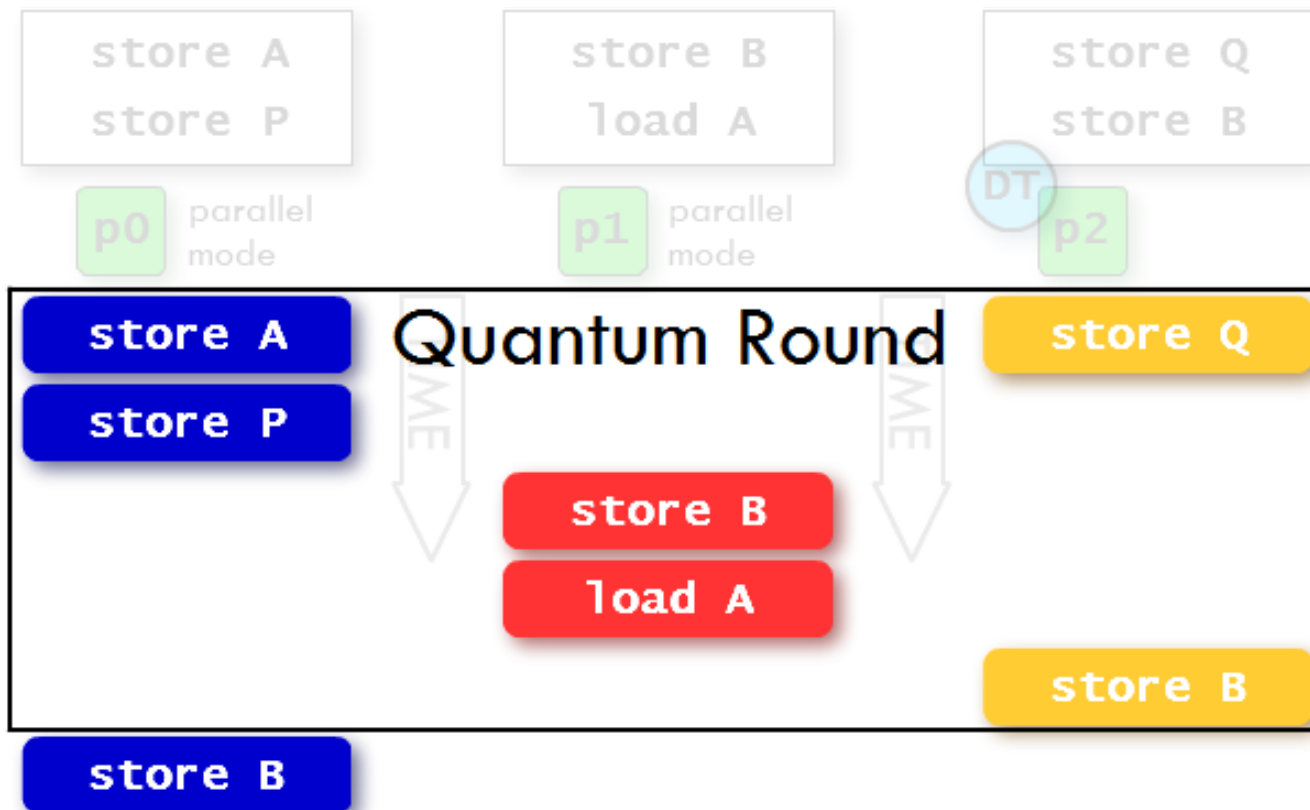 store A
store P
store B
load A
store Q
store B
p0
parallel
mode
p1
parallel
mode
DT
p2
Quantum Round
store A
store Q
store P
store B
load A
store B
store B